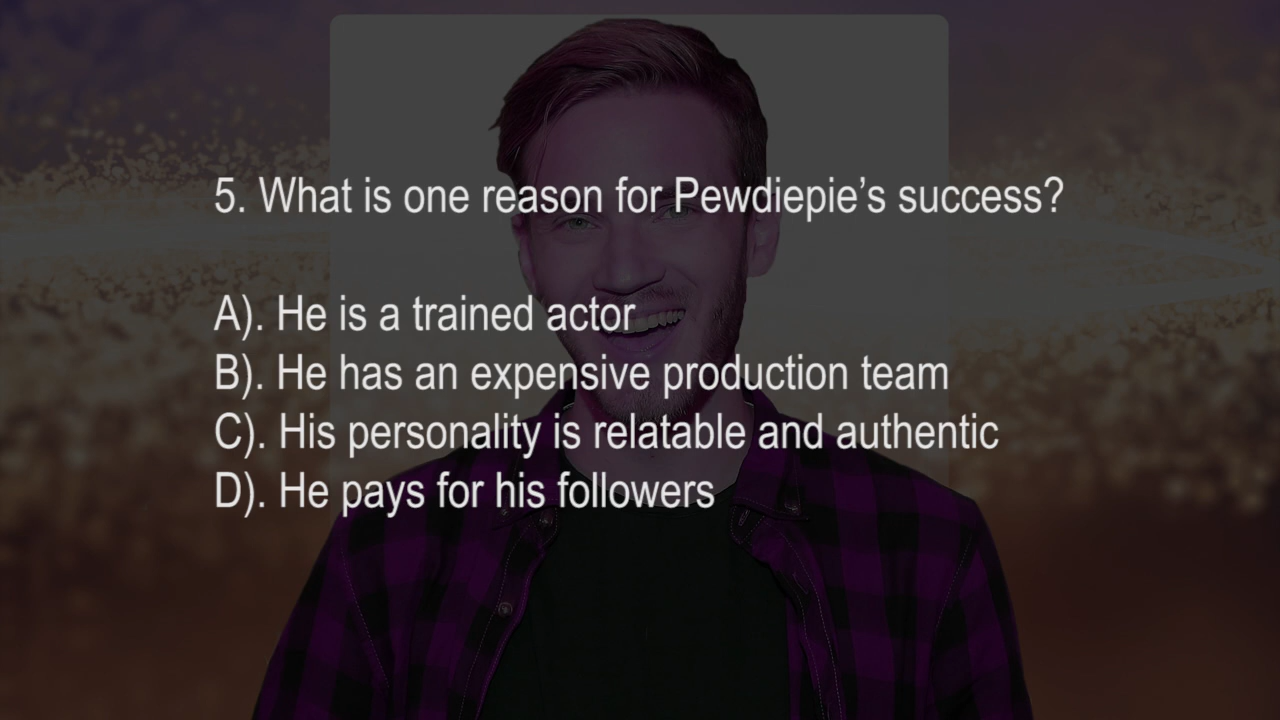 5. What is one reason for Pewdiepie’s success?
A). He is a trained actor
B). He has an expensive production team
C). His personality is relatable and authentic
D). He pays for his followers